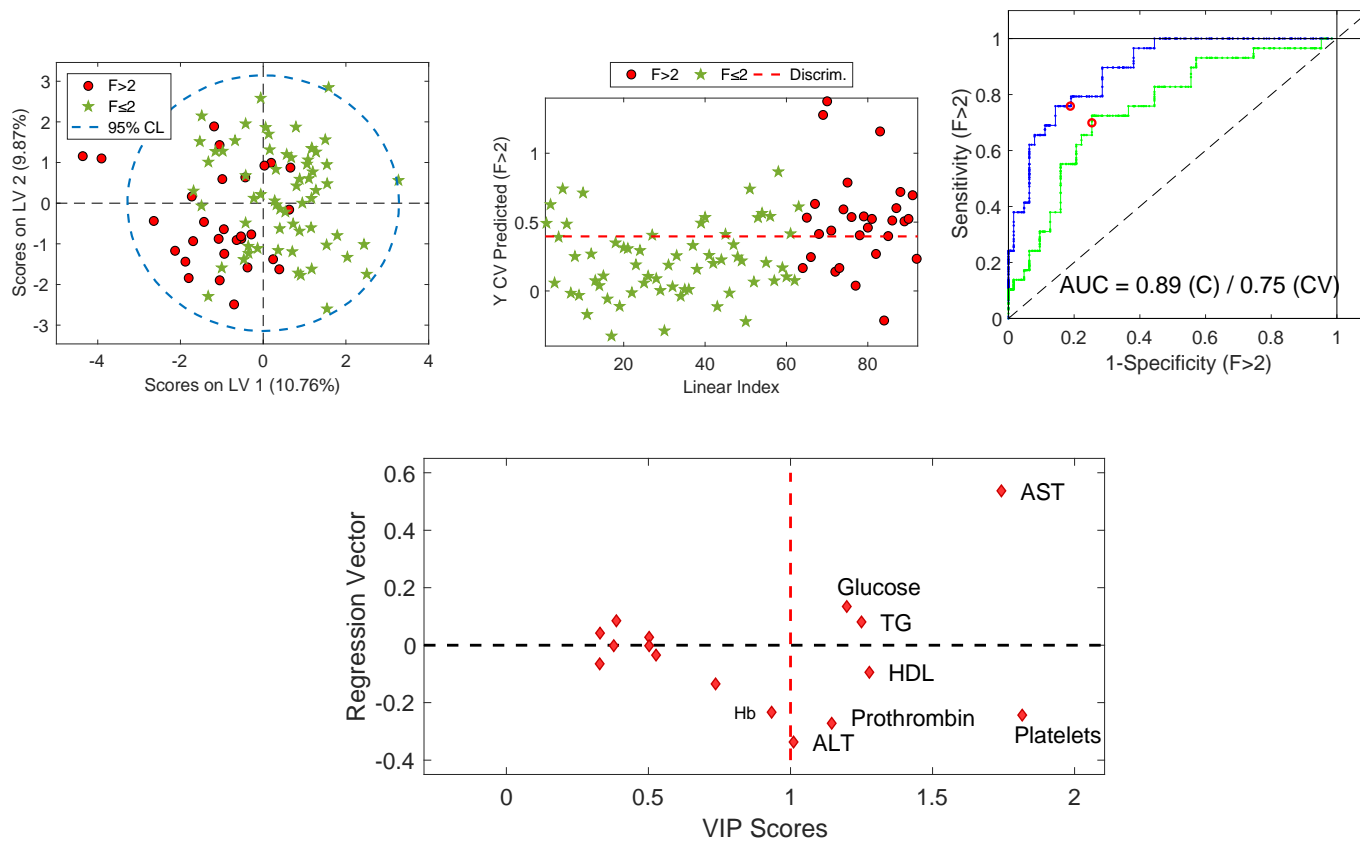 F>2
F≤2
95% CL
3
2
1
0
-1
-2
-3
Scores on LV 2 (9.87%)
-4
-2
0
2
4
Scores on LV 1 (10.76%)
F>2
F≤2
Discrim.
1
0.5
0
Y CV Predicted (F>2)
20
40
60
80
Linear Index
1
0.8
0.6
0.4
0.2
0
Sensitivity (F>2)
AUC = 0.89 (C) / 0.75 (CV)
0
0.2
0.4
0.6
0.8
1
1-Specificity (F>2)
0.6
0.4
0.2
0
-0.2
-0.4
Regression Vector
AST
Glucose
TG
HDL
Hb
Prothrombin
ALT
Platelets
0
0.5
1
1.5
2
VIP Scores